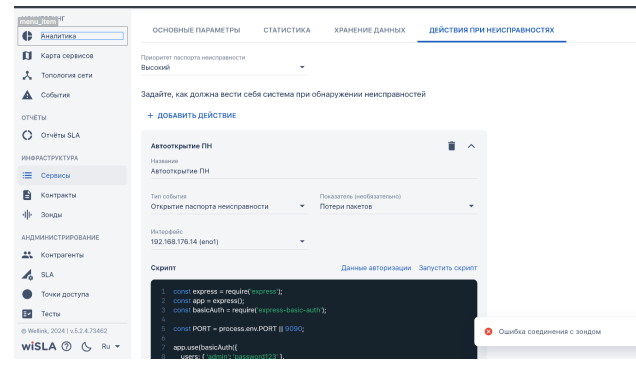 menu_item
Аналитика
Карта сервисов
Топология сети
События
ОТЧЁТЫ
Отчёты SLA
ИНФРАСТРУКТУРА
Сервисы
Контракты
Зонды
АНДМИНИСТРИРОВАНИЕ
Контрагенты
SLA
Точки доступа
Тесты
© Wellink, 2024 | v.5.2.4.73462
wiSLA Ru
ОСНОВНЫЕ ПАРАМЕТРЫ СТАТИСТИКА ХРАНЕНИЕ ДАННЫХ ДЕЙСТВИЯ ПРИ НЕИСПРАВНОСТЯХ
Приоритет паспорта неисправности
Высокий
Задайте, как должна вести себя система при обнаружении неисправностей
+ ДОБАВИТЬ ДЕЙСТВИЕ
Автооткрытие ПН
Название
Автооткрытие ПН
Тип события Показатель (необязательно)
Открытие паспорта неисправности Потери пакетов
Интерфейс
192.168.176.14 (eno1)
Скрипт Данные авторизации Запустить скрипт
1 const express = require('express');
2 const app = express();
3 const basicAuth = require('express-basic-auth');
4
5 const PORT = process.env.PORT || 9090;
6
7 app.use(basicAuth({
8 users: { 'admin': 'password123' },
Ошибка соединения с зондом